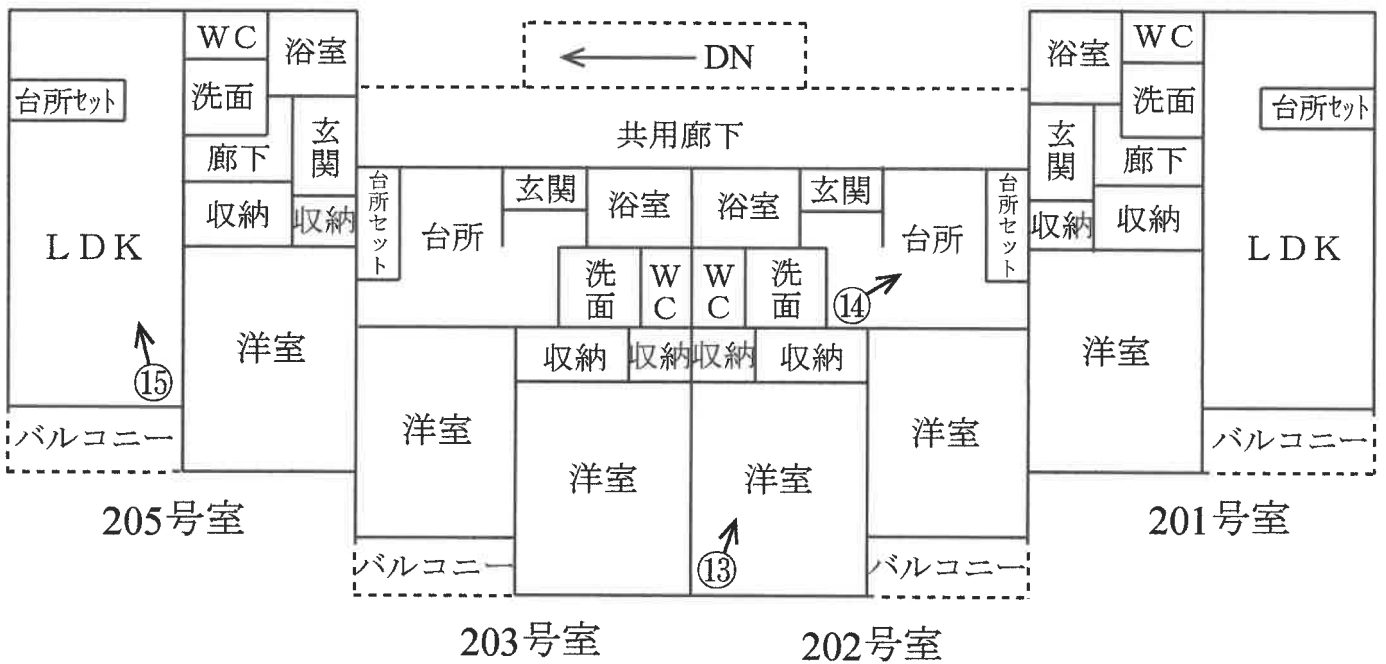 WC
浴室
DN
浴室
WC
台所セット
洗面
玄関
共用廊下
玄関
洗面
台所セット
廊下
廊下
収納
収納
台所セット
台所
玄関
浴室
浴室
玄関
台所
台所セット
収納
収納
LDK
LDK
洗面
WC
WC
洗面
⑭
洋室
収納
収納
収納
収納
洋室
⑮
バルコニー
洋室
洋室
バルコニー
洋室
洋室
205号室
201号室
バルコニー
⑬
バルコニー
203号室
202号室